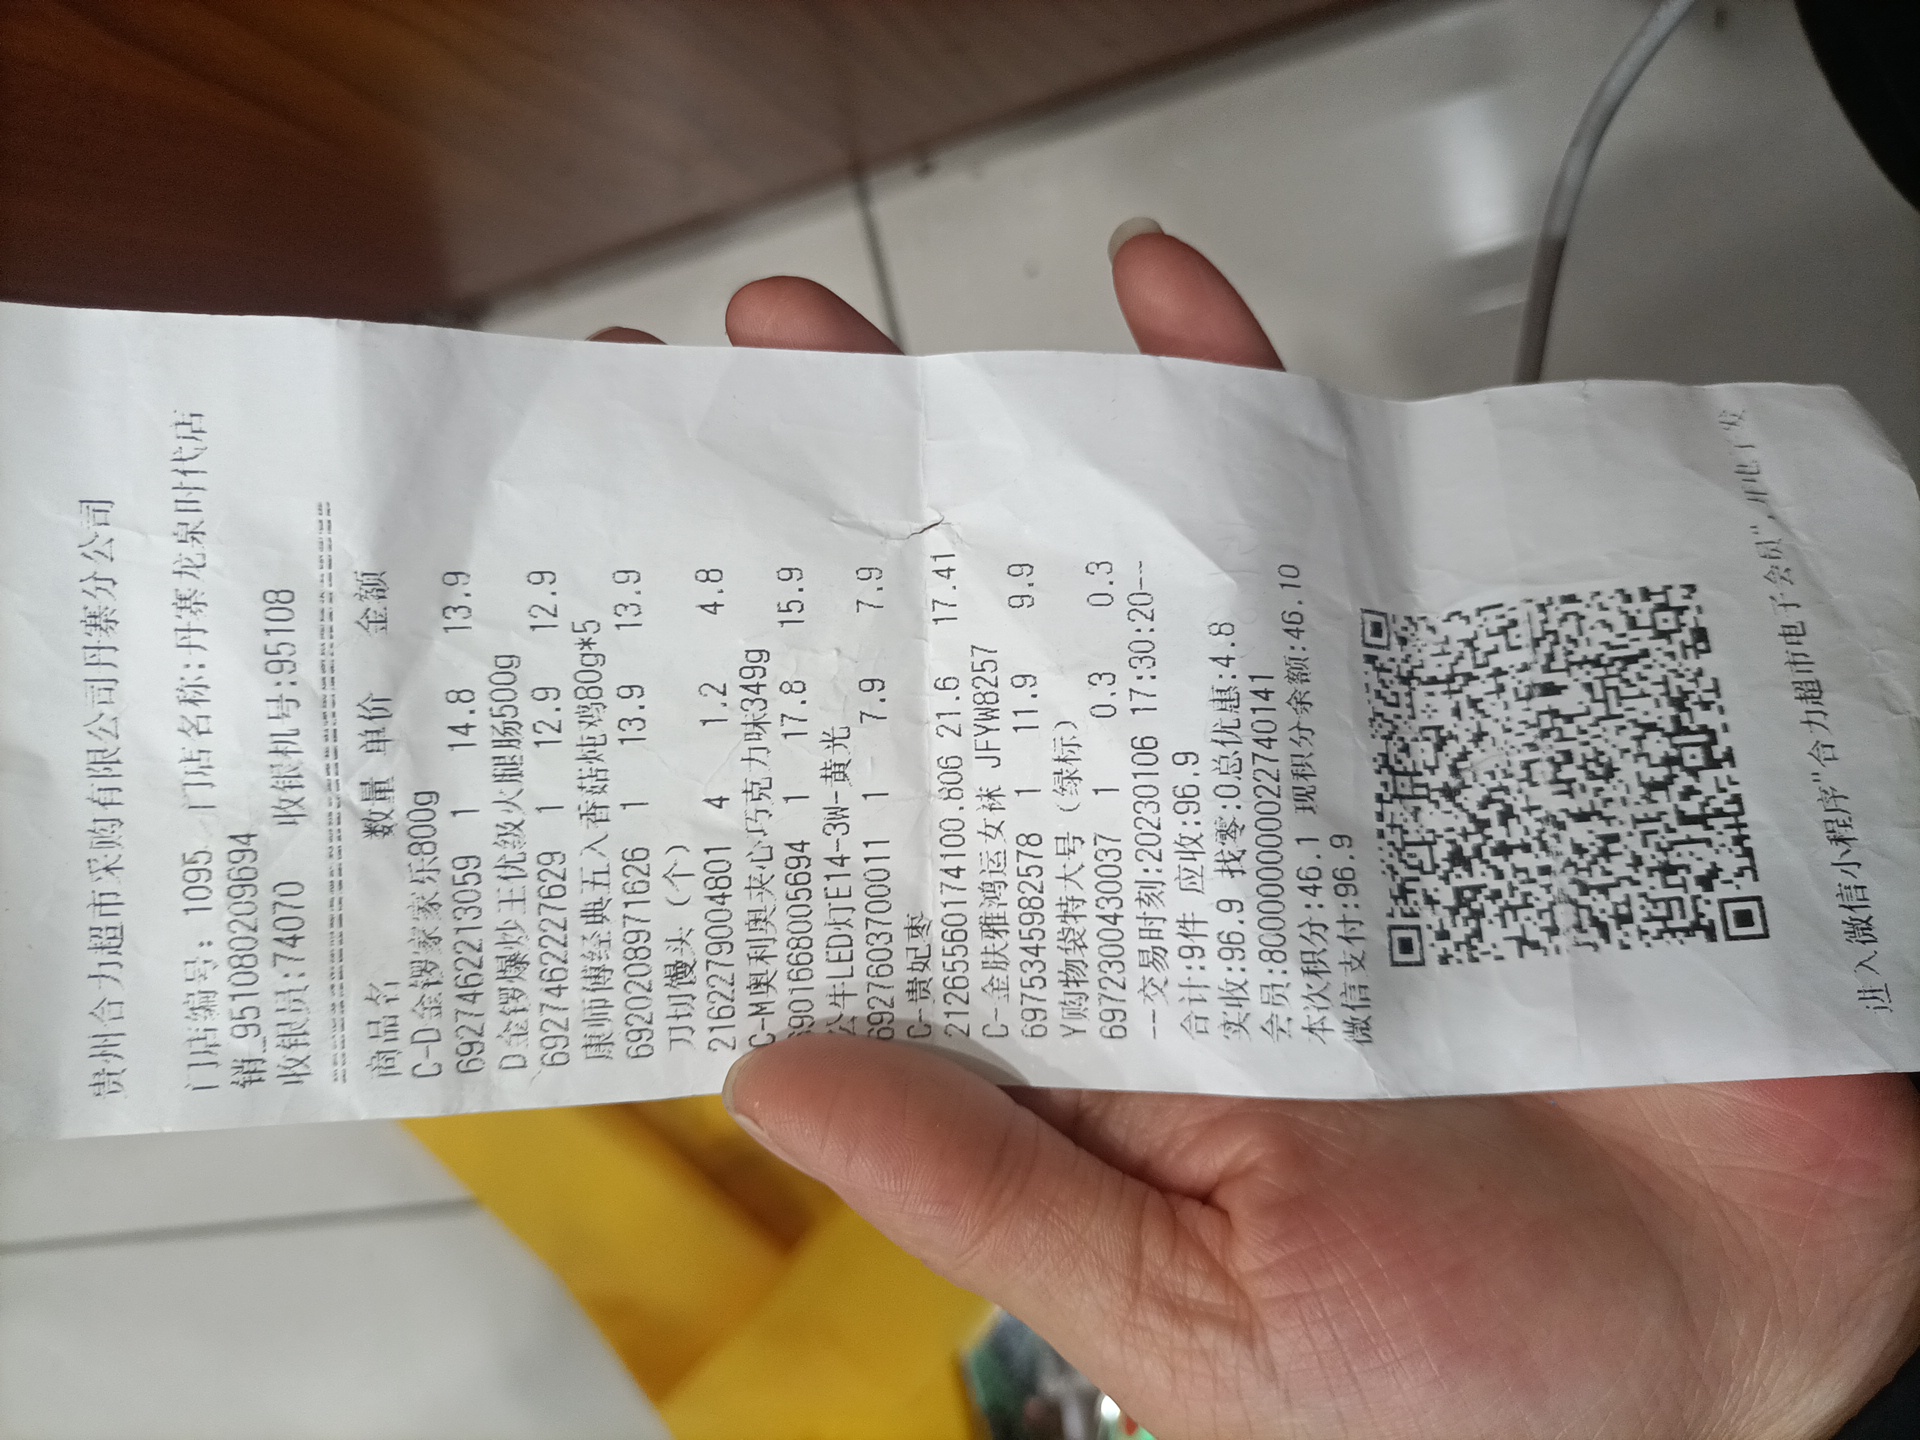 贵州合力超市采购有限公司丹寨分公司
门店编号: 1095 门店名称:丹寨龙泉时代店
销_951080209694
收银员:74070 收银机号:95108
商品名 数量 单价 金额
C-D金锣家家乐800g
6927462213059 1 14.8 13.9
D金锣爆炒王优级火腿肠500g
6927462227629 1 12.9 12.9
康师傅经典五入香菇炖鸡80g*5
6920208971626 1 13.9 13.9
刀切馒头(个)
2162279004801 4 1.2 4.8
C-M奥利奥夹心巧克力味349g
6901668005694 1 17.8 15.9
公牛LED灯E14-3W-黄光
6927603700011 1 7.9 7.9
C-贵妃枣
2126556017410 0.806 21.6 17.41
C-金肤雅鸿运女袜 JFYW8257
6975345982578 1 11.9 9.9
Y购物袋特大号(绿标)
6972300430037 1 0.3 0.3
--交易时刻:20230106 17:30:20--
合计:9件 应收:96.9
实收:96.9 找零:0总优惠:4.8
会员:8000000000022740141
本次积分:46.1 现积分余额:46.10
微信支付:96.9
进入微信小程序"合力超市电子会员",开电子发